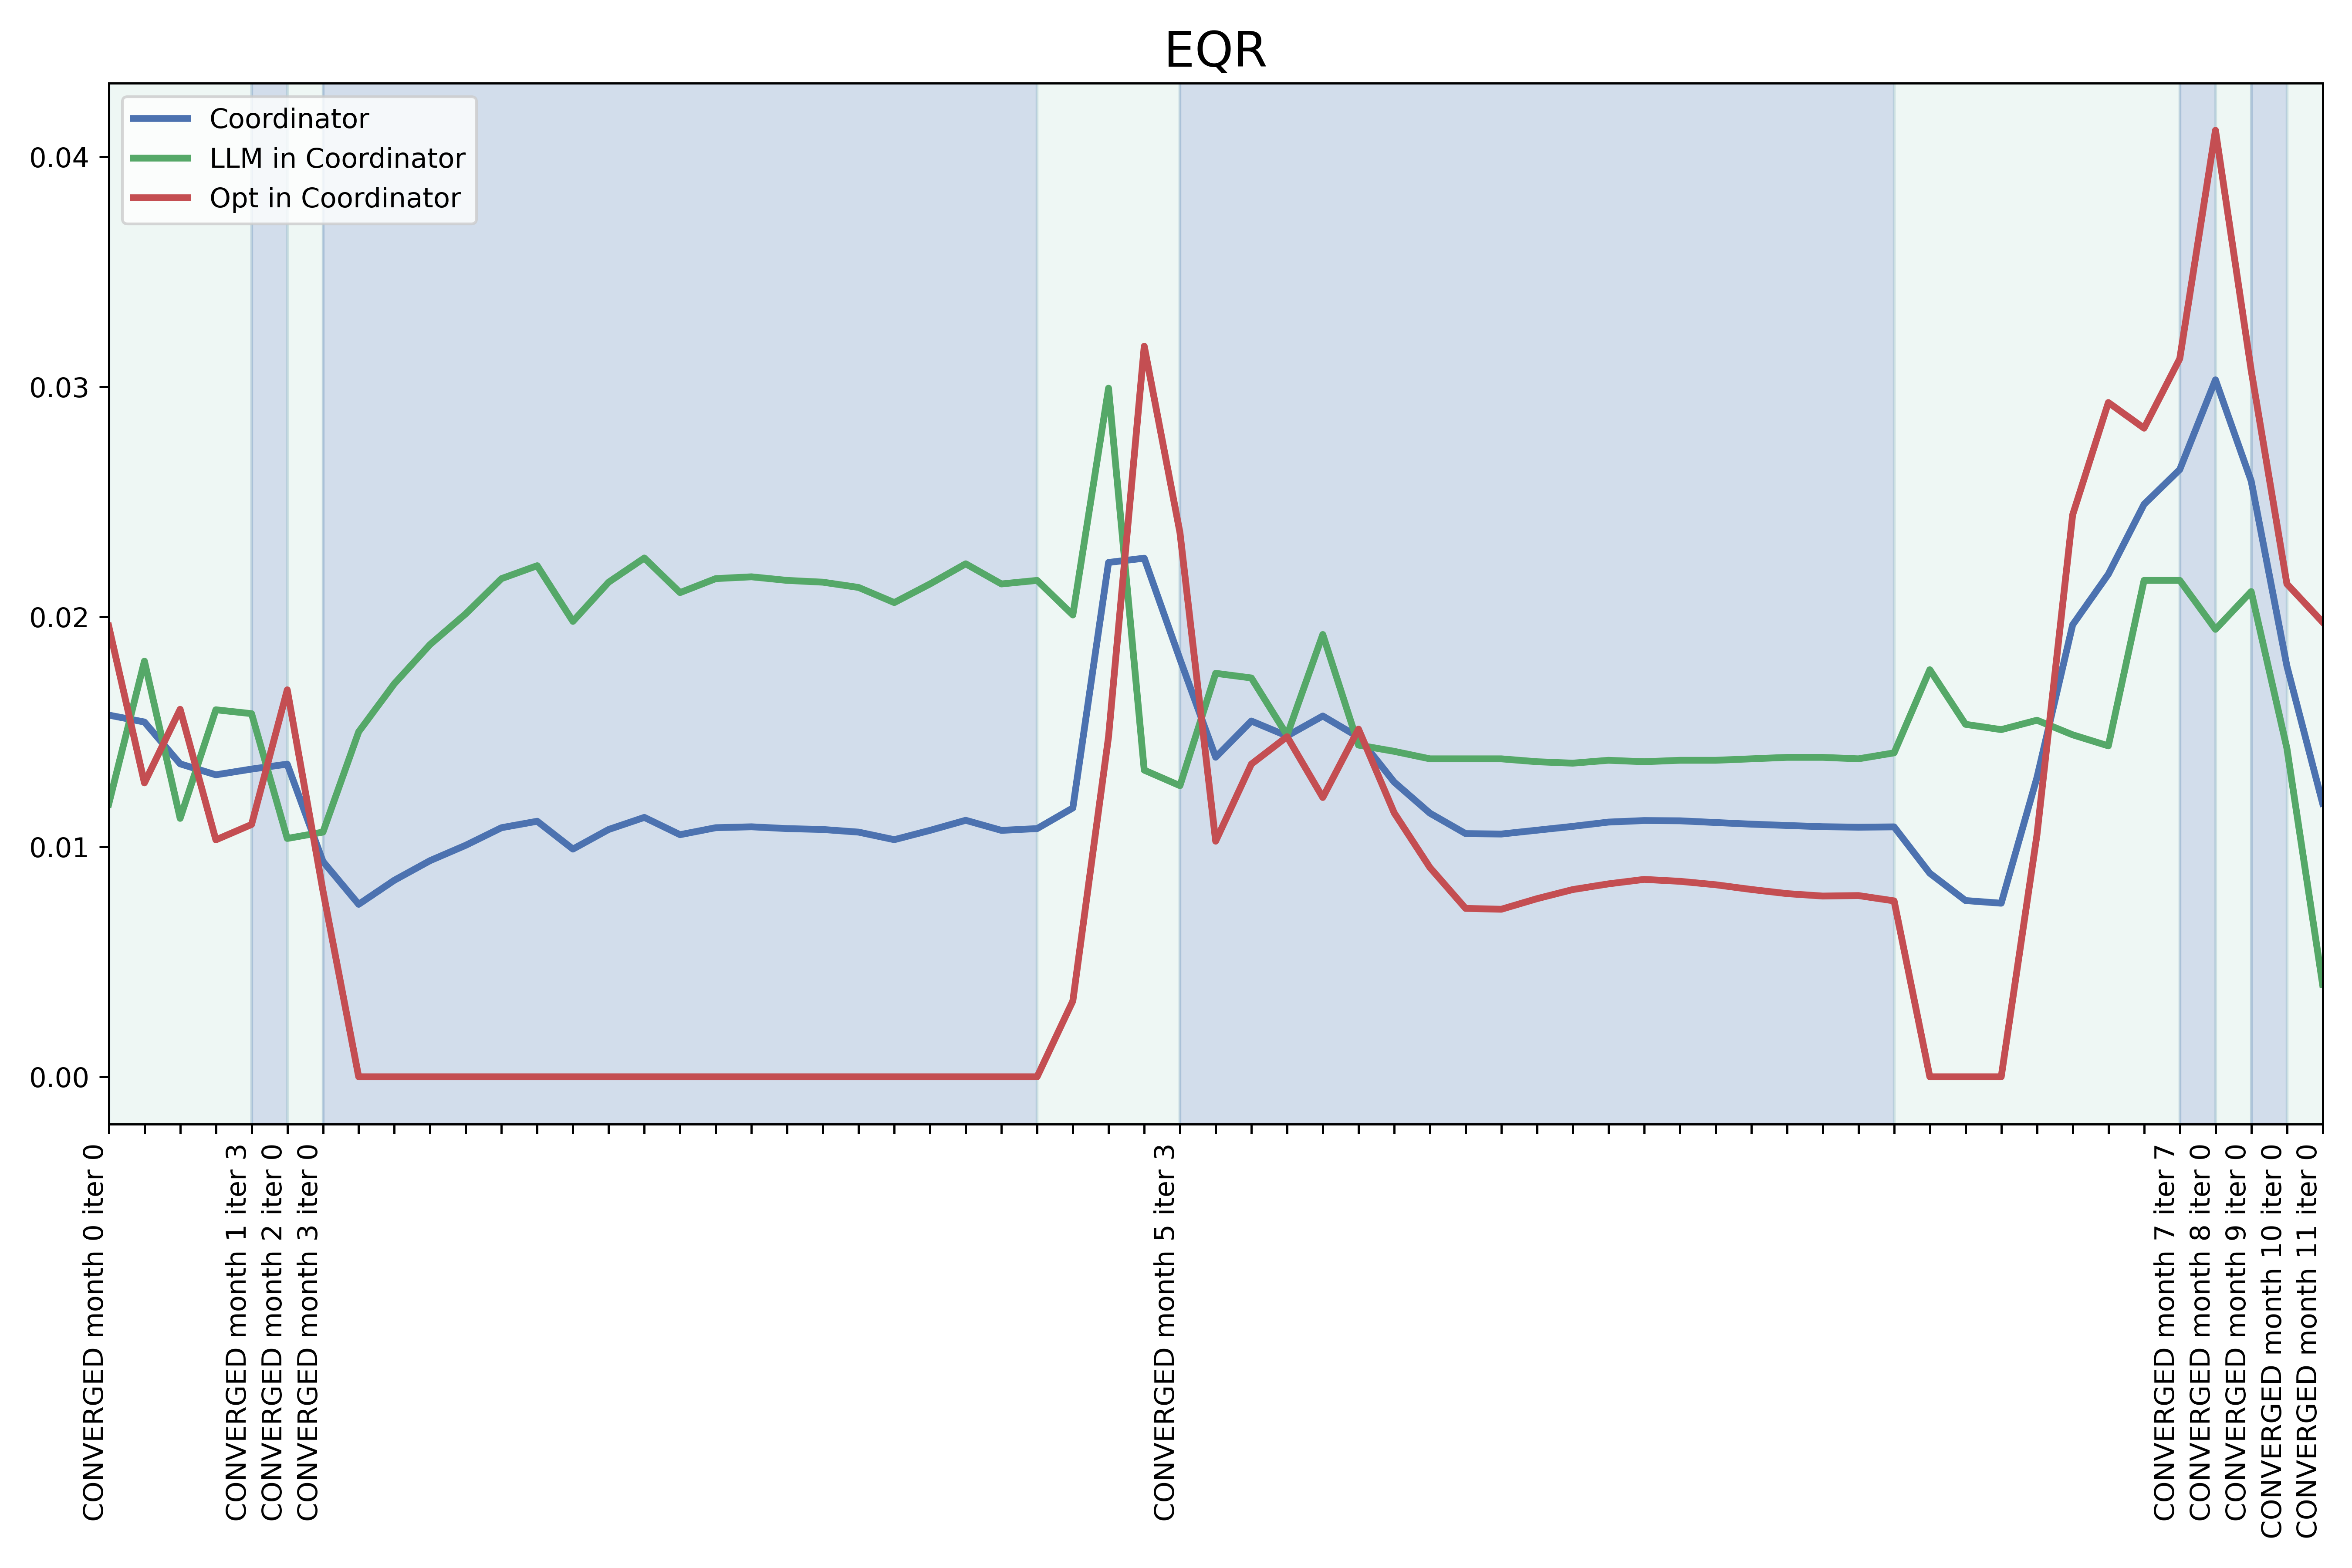 EQR
Coordinator
LLM in Coordinator
Opt in Coordinator
0.04
0.03
0.02
0.01
0.00
CONVERGED month 0 iter 0
CONVERGED month 1 iter 3
CONVERGED month 2 iter 0
CONVERGED month 3 iter 0
CONVERGED month 5 iter 3
CONVERGED month 7 iter 7
CONVERGED month 8 iter 0
CONVERGED month 9 iter 0
CONVERGED month 10 iter 0
CONVERGED month 11 iter 0